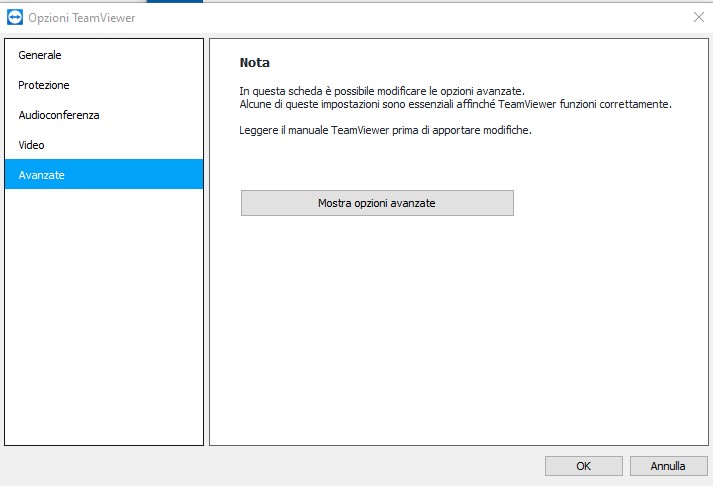 Opzioni TeamViewer
Generale
Protezione
Audioconferenza
Video
Avanzate
Nota
In questa scheda è possibile modificare le opzioni avanzate.
Alcune di queste impostazioni sono essenziali affinché TeamViewer funzioni correttamente.
Leggere il manuale TeamViewer prima di apportare modifiche.
Mostra opzioni avanzate
OK
Annulla